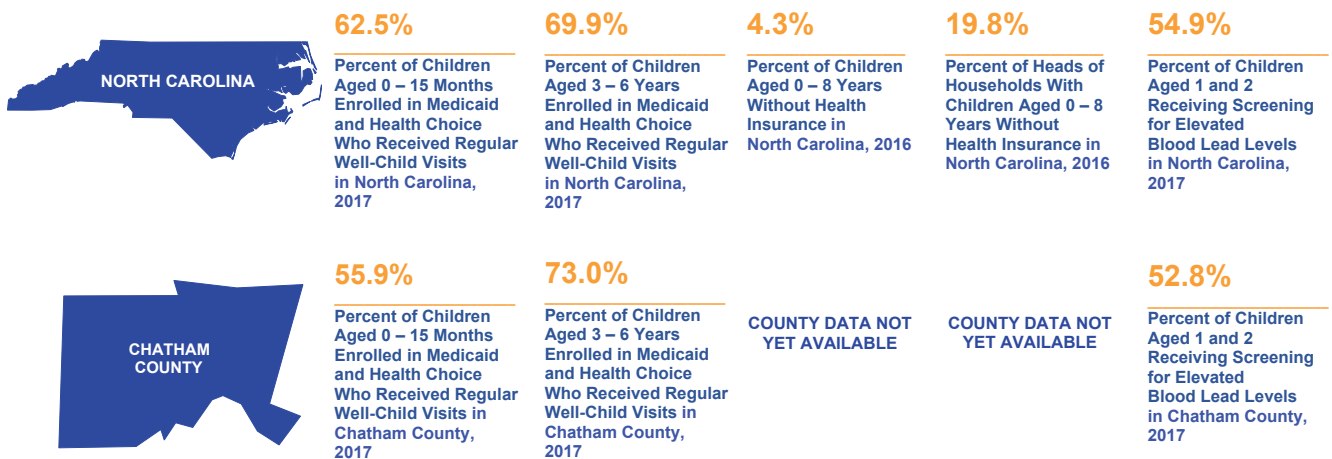 NORTH CAROLINA
62.5%
Percent of Children
Aged 0 – 15 Months
Enrolled in Medicaid
and Health Choice
Who Received Regular
Well-Child Visits
in North Carolina,
2017
69.9%
Percent of Children
Aged 3 – 6 Years
Enrolled in Medicaid
and Health Choice
Who Received Regular
Well-Child Visits
in North Carolina,
2017
4.3%
Percent of Children
Aged 0 – 8 Years
Without Health
Insurance in
North Carolina, 2016
19.8%
Percent of Heads of
Households With
Children Aged 0 – 8
Years Without
Health Insurance in
North Carolina, 2016
54.9%
Percent of Children
Aged 1 and 2
Receiving Screening
for Elevated
Blood Lead Levels
in North Carolina,
2017
CHATHAM
COUNTY
55.9%
Percent of Children
Aged 0 – 15 Months
Enrolled in Medicaid
and Health Choice
Who Received Regular
Well-Child Visits in
Chatham County,
2017
73.0%
Percent of Children
Aged 3 – 6 Years
Enrolled in Medicaid
and Health Choice
Who Received Regular
Well-Child Visits in
Chatham County,
2017
COUNTY DATA NOT
YET AVAILABLE
COUNTY DATA NOT
YET AVAILABLE
52.8%
Percent of Children
Aged 1 and 2
Receiving Screening
for Elevated
Blood Lead Levels
in Chatham County,
2017